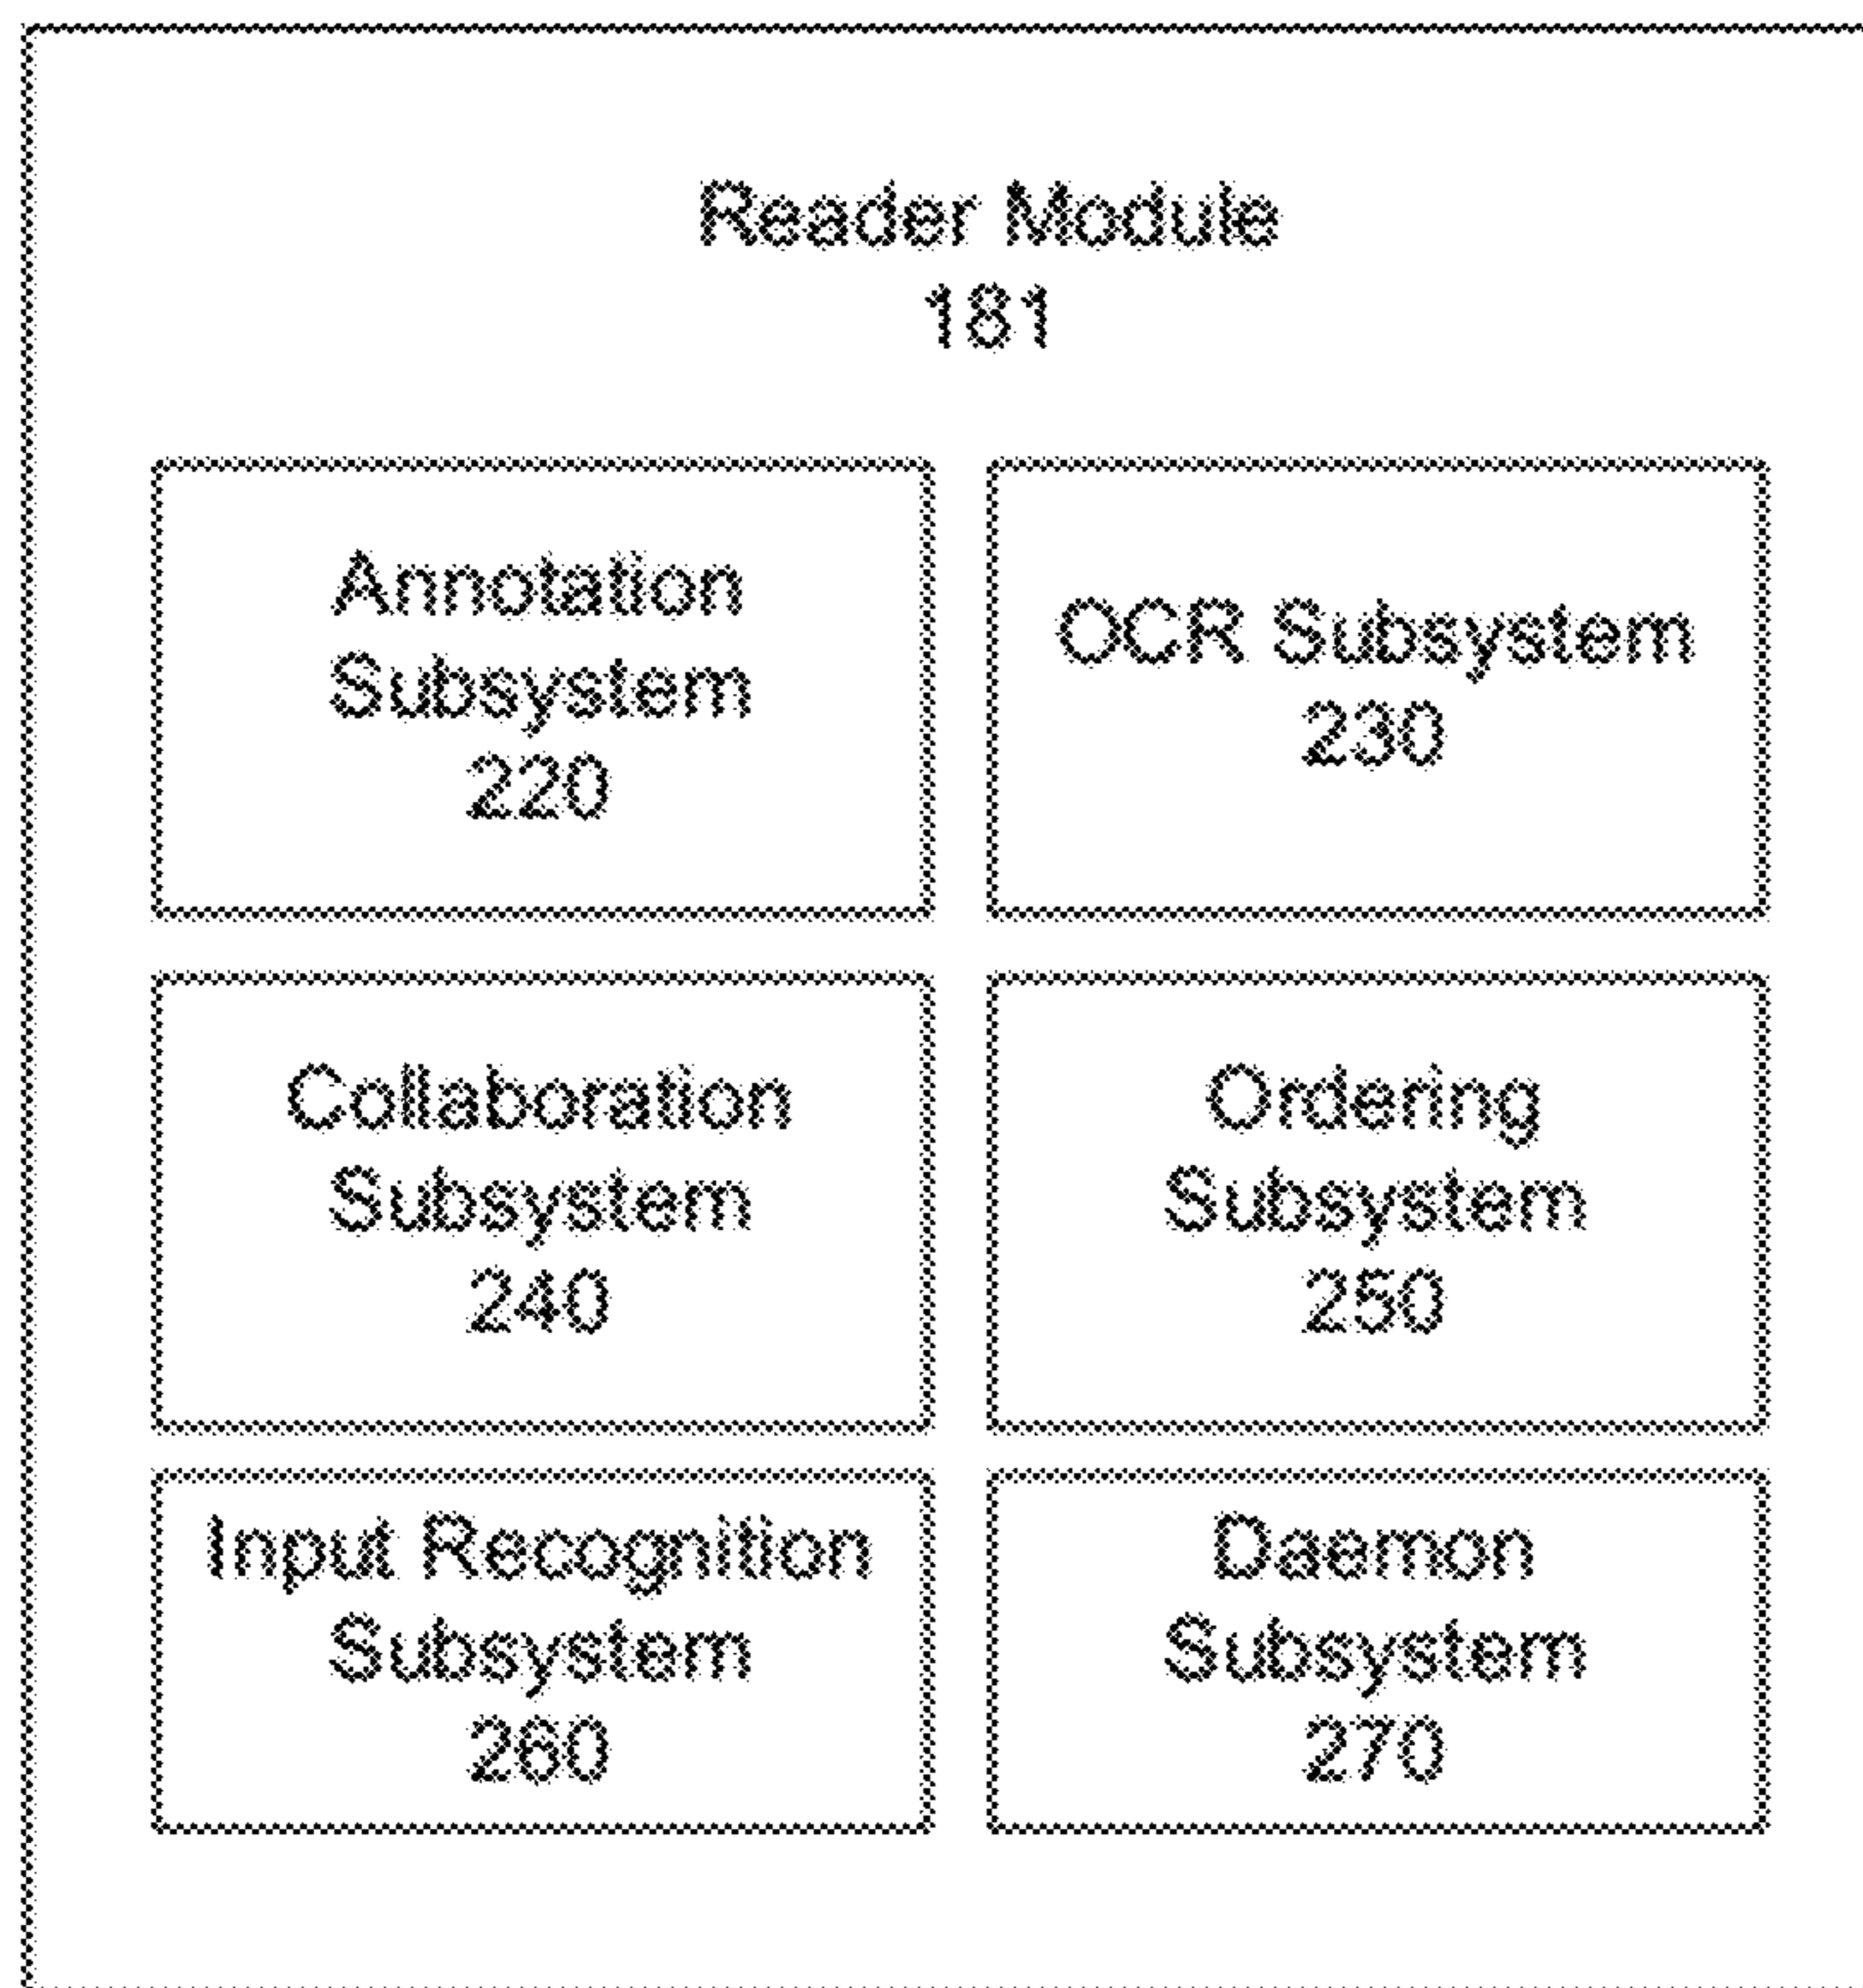 Reader Module
181
Annotation
Subsystem
220
OCR Subsystem
230
Collaboration
Subsystem
240
Ordering
Subsystem
250
Input Recognition
Subsystem
260
Daemon
Subsystem
270